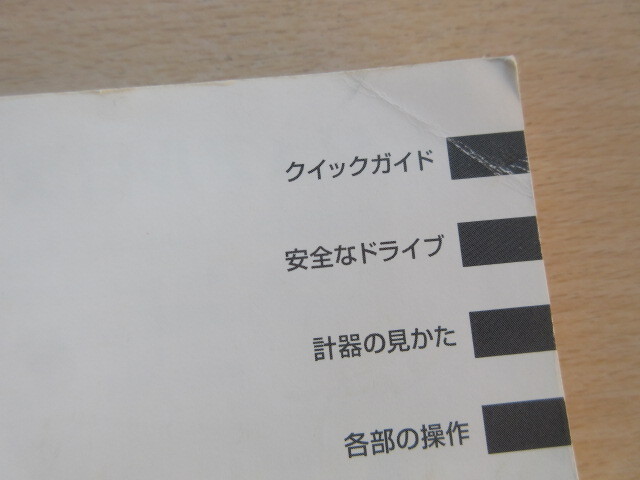 クイックガイド
安全なドライブ
計器の見かた
各部の操作